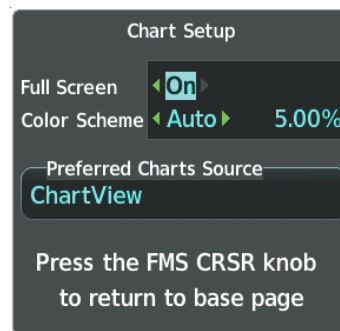 Chart Setup
Full Screen On
Color Scheme Auto 5.00%
Preferred Charts Source
ChartView
Press the FMS CRSR knob
to return to base page